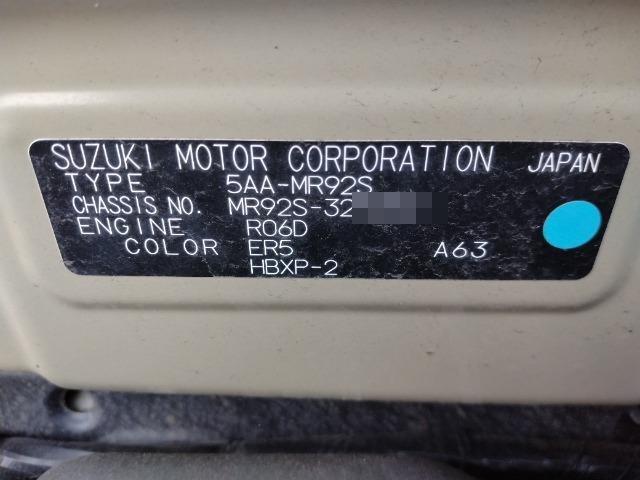 SUZUKI MOTOR CORPORATION JAPAN
TYPE 5AA-MR92S
CHASSIS NO. MR92S-32
ENGINE R06D
COLOR ER5 A63
HBXP-2